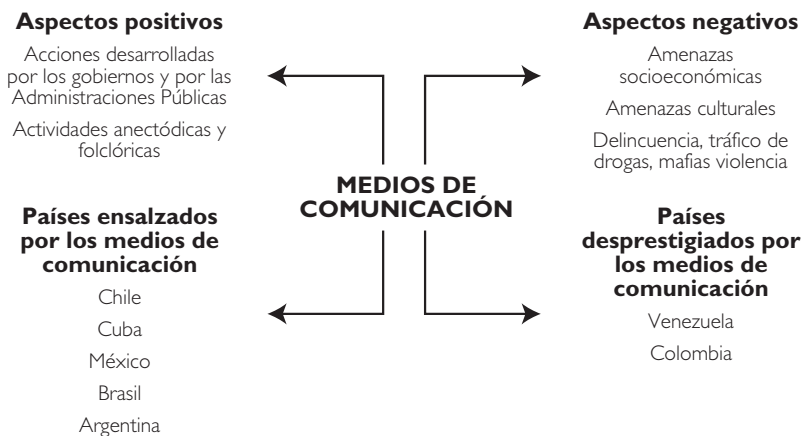 Aspectos positivos
Acciones desarrolladas
por los gobiernos y por las
Administraciones Públicas
Actividades anectódicas y
folclóricas
Aspectos negativos
Amenazas
socioeconómicas
Amenazas culturales
Delincuencia, tráfico de
drogas, mafias violencia
MEDIOS DE
COMUNICACIÓN
Países ensalzados
por los medios de
comunicación
Chile
Cuba
México
Brasil
Argentina
Países
desprestigiados por
los medios de
comunicación
Venezuela
Colombia